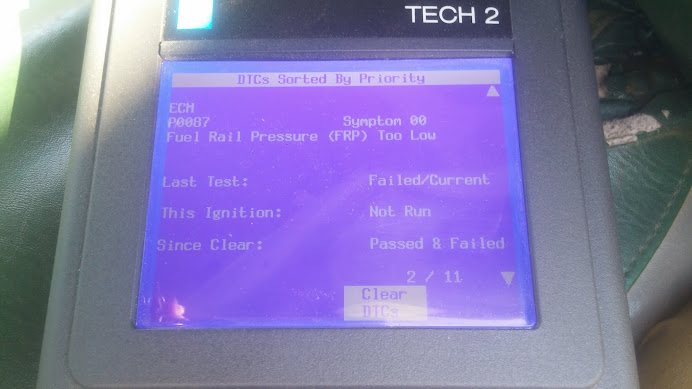 TECH 2
DTCs Sorted By Priority
ECM
P0087 Symptom 00
Fuel Rail Pressure (FRP) Too Low
Last Test: Failed/Current
This Ignition: Not Run
Since Clear: Passed & Failed
2 / 11
Clear
DTCs